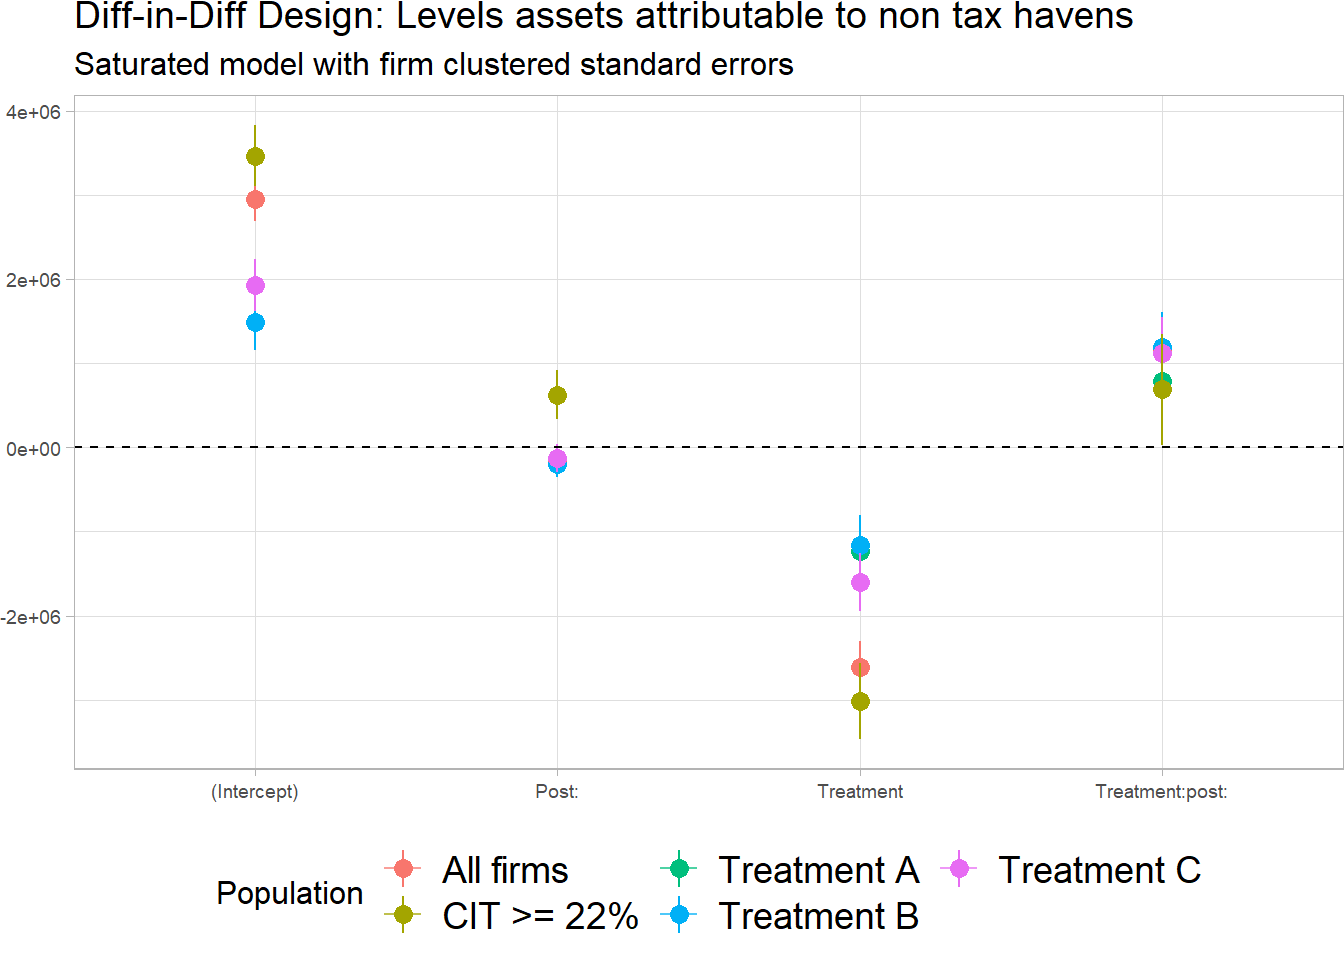 Diff-in-Diff Design: Levels assets attributable to non tax havens
Saturated model with firm clustered standard errors
4e+06
2e+06
0e+00
-2e+06
(Intercept) Post: Treatment Treatment:post:
Population
All firms Treatment A Treatment C
CIT >= 22% Treatment B